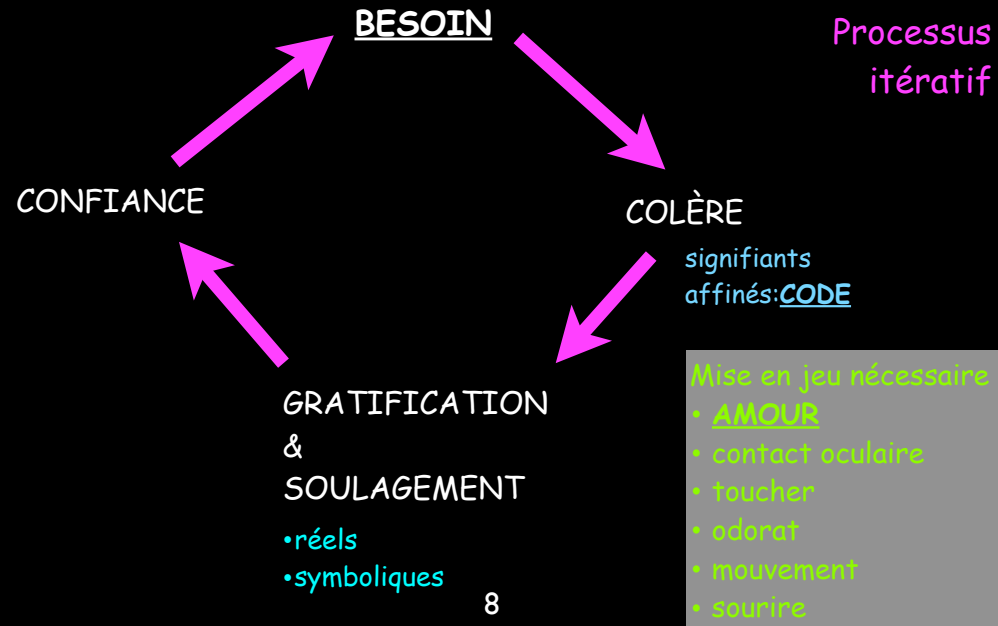 BESOIN
Processus
itératif
CONFIANCE
COLÈRE
signifiants
affinés:CODE
GRATIFICATION
&
SOULAGEMENT
•réels
•symboliques
Mise en jeu nécessaire
• AMOUR
• contact oculaire
• toucher
• odorat
• mouvement
• sourire
8